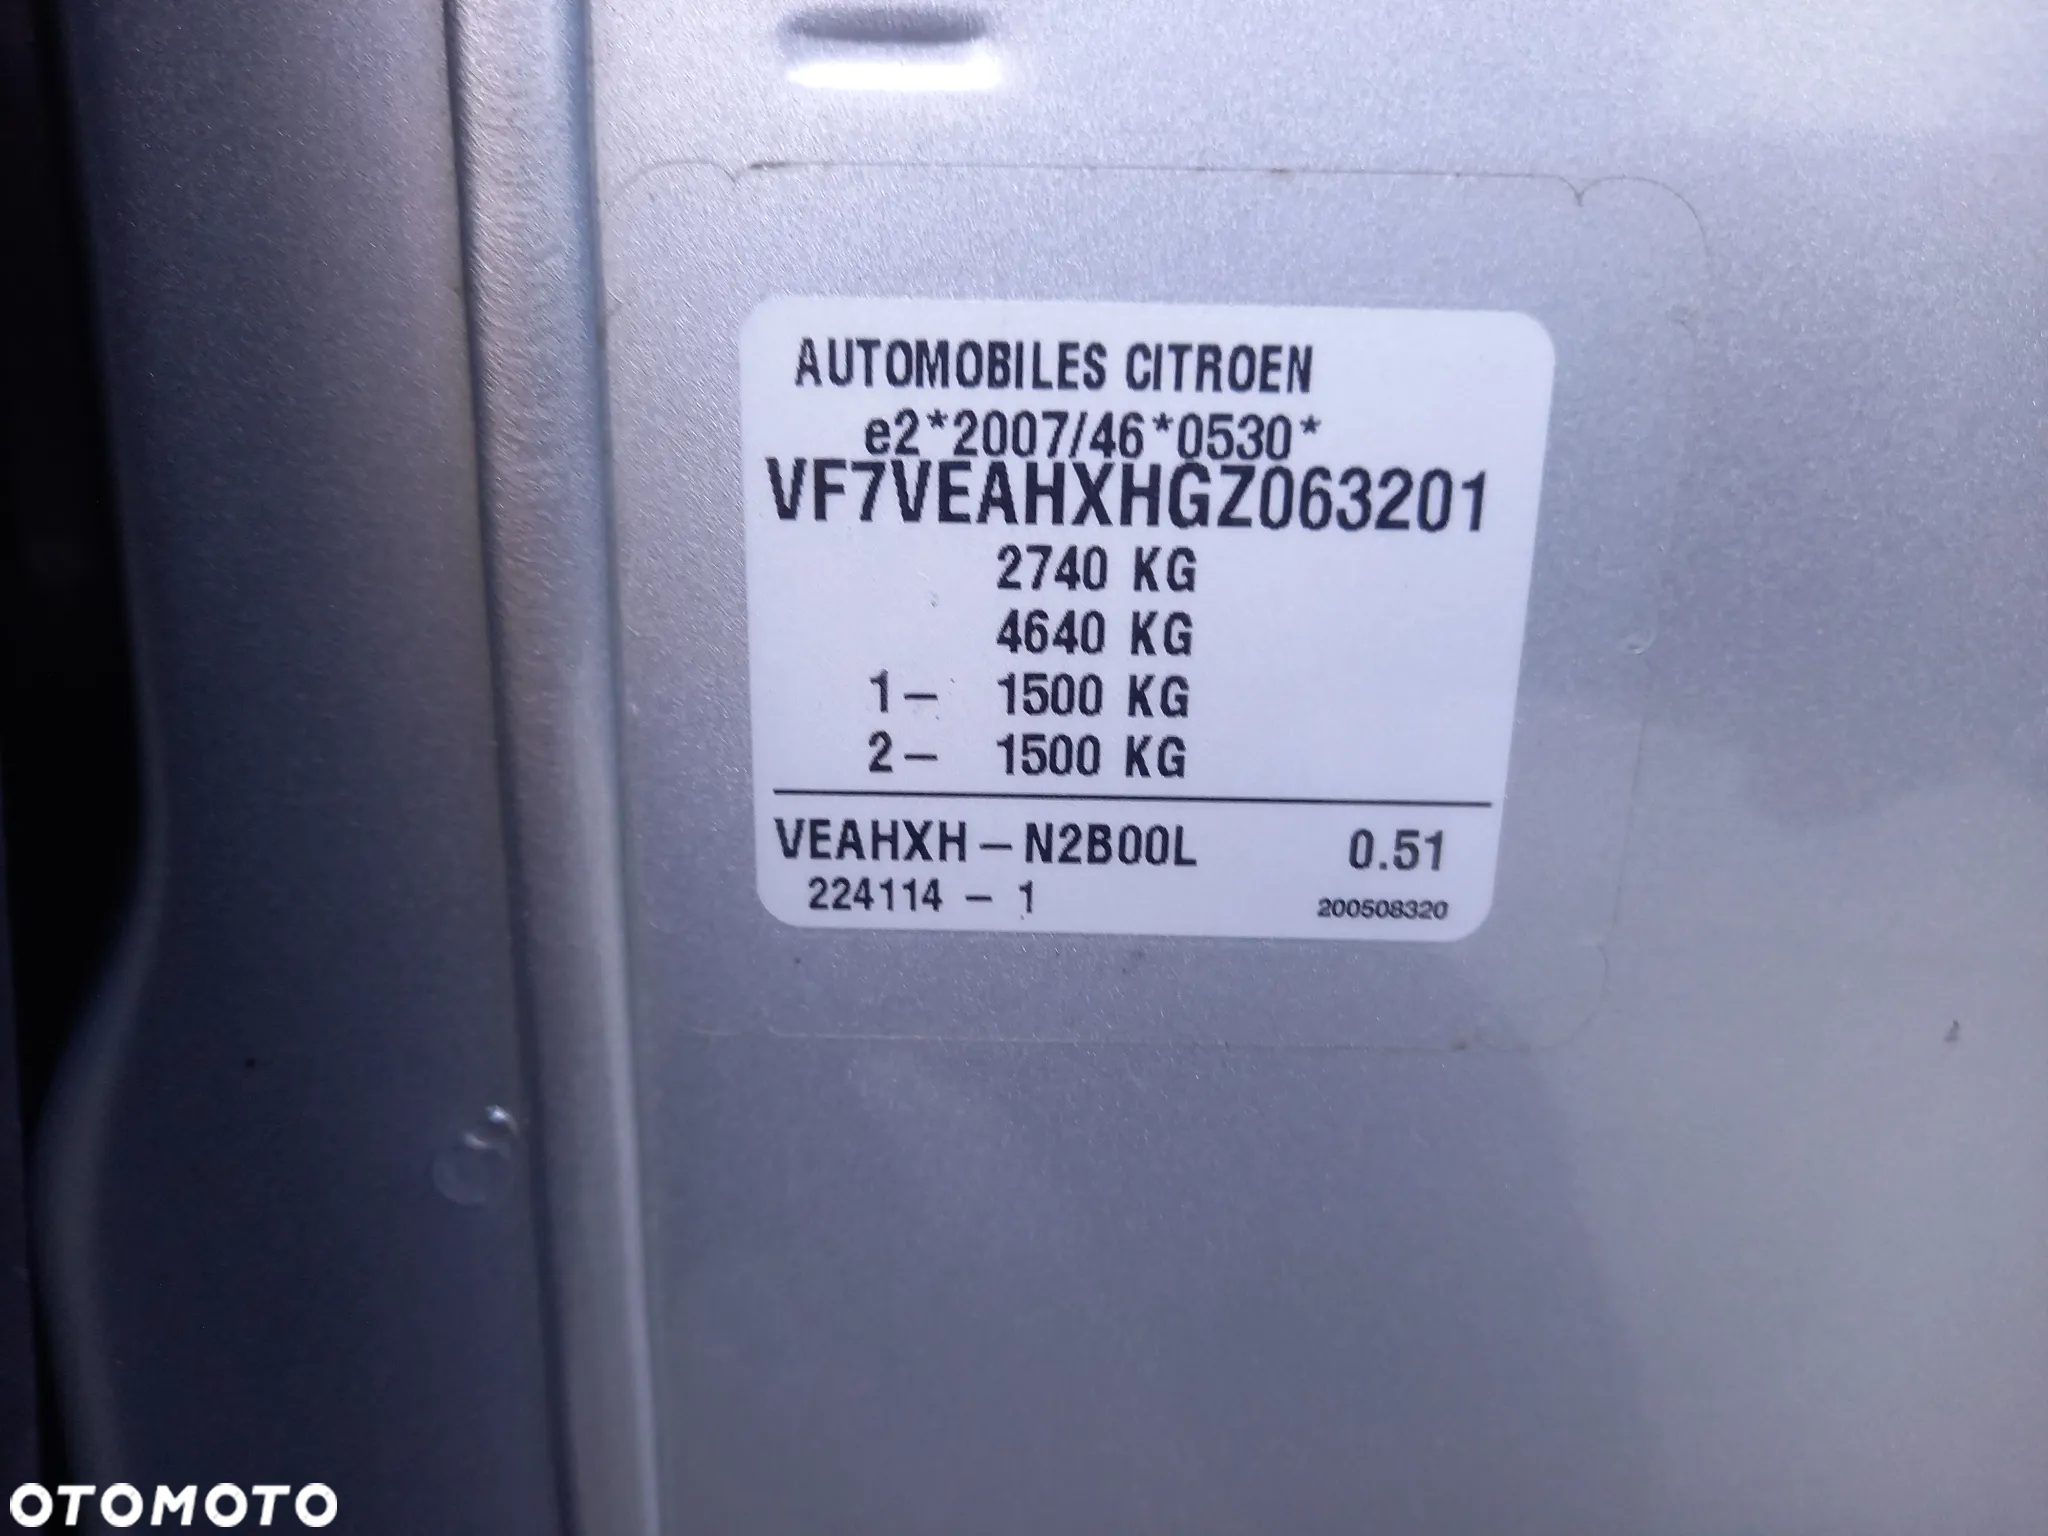 AUTOMOBILES CITROEN
e2*2007/46*0530*
VF7VEAHXHGZ063201
2740 KG
4640 KG
1- 1500 KG
2- 1500 KG
VEAHXH-N2B00L 0.51
224114 - 1 200508320
OTOMOTO